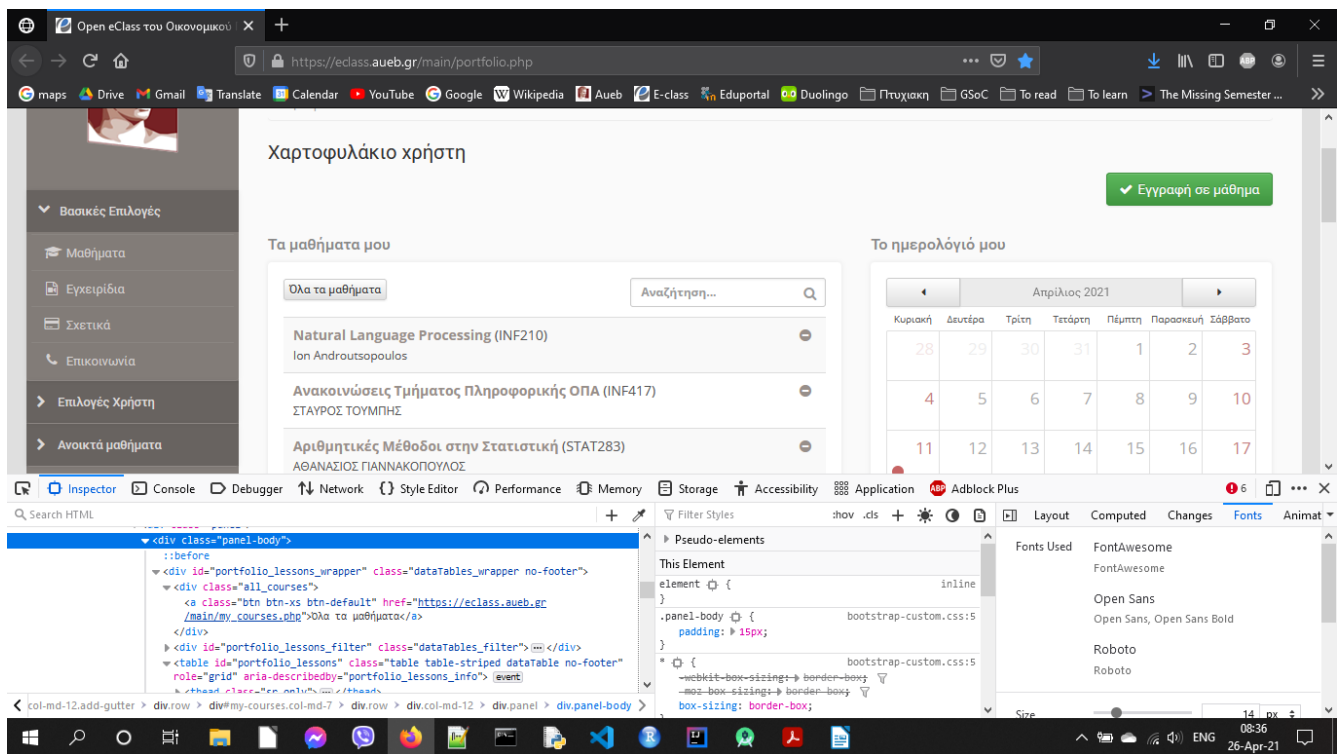 Open eClass του Οικονομικού
https://eclass.aueb.gr/main/portfolio.php
maps Drive Gmail Translate Calendar YouTube Google Wikipedia Aueb E-class Eduportal Duolingo Πτυχιακη GSoC To read To learn The Missing Semester ...
Χαρτοφυλάκιο χρήστη
Εγγραφή σε μάθημα
Βασικές Επιλογές
Μαθήματα
Εγχειρίδια
Σχετικά
Επικοινωνία
Επιλογές Χρήστη
Ανοικτά μαθήματα
Τα μαθήματα μου
Όλα τα μαθήματα
Αναζήτηση...
Natural Language Processing (INF210)
Ion Androutsopoulos
Ανακοινώσεις Τμήματος Πληροφορικής ΟΠΑ (INF417)
ΣΤΑΥΡΟΣ ΤΟΥΜΠΗΣ
Αριθμητικές Μέθοδοι στην Στατιστική (STAT283)
ΑΘΑΝΑΣΙΟΣ ΓΙΑΝΝΑΚΟΠΟΥΛΟΣ
Το ημερολόγιό μου
Απρίλιος 2021
Κυριακή Δευτέρα Τρίτη Τετάρτη Πέμπτη Παρασκευή Σάββατο
28 29 30 31 1 2 3
4 5 6 7 8 9 10
11 12 13 14 15 16 17
Inspector Console Debugger Network {} Style Editor Performance Memory Storage Accessibility Application ABP Adblock Plus 6
Search HTML
<div class="panel-body">
::before
<div id="portfolio_lessons_wrapper" class="dataTables_wrapper no-footer">
<div class="all_courses">
<a class="btn btn-xs btn-default" href="https://eclass.aueb.gr
/main/my_courses.php">Όλα τα μαθήματα</a>
</div>
<div id="portfolio_lessons_filter" class="dataTables_filter"></div>
<table id="portfolio_lessons" class="table table-striped dataTable no-footer"
role="grid" aria-describedby="portfolio_lessons_info"> event
<thead class="sr-only"></thead>
col-md-12.add-gutter > div.row > div#my-courses.col-md-7 > div.row > div.col-md-12 > div.panel > div.panel-body
Filter Styles :hov .cls
Pseudo-elements
This Element
element { inline
}
.panel-body { bootstrap-custom.css:5
padding: 15px;
}
* { bootstrap-custom.css:5
-webkit-box-sizing: border-box;
-moz-box-sizing: border-box;
box-sizing: border-box;
Layout Computed Changes Fonts Animat
Fonts Used
FontAwesome
FontAwesome
Open Sans
Open Sans, Open Sans Bold
Roboto
Roboto
Size 14 px
ENG
08:36
26-Apr-21